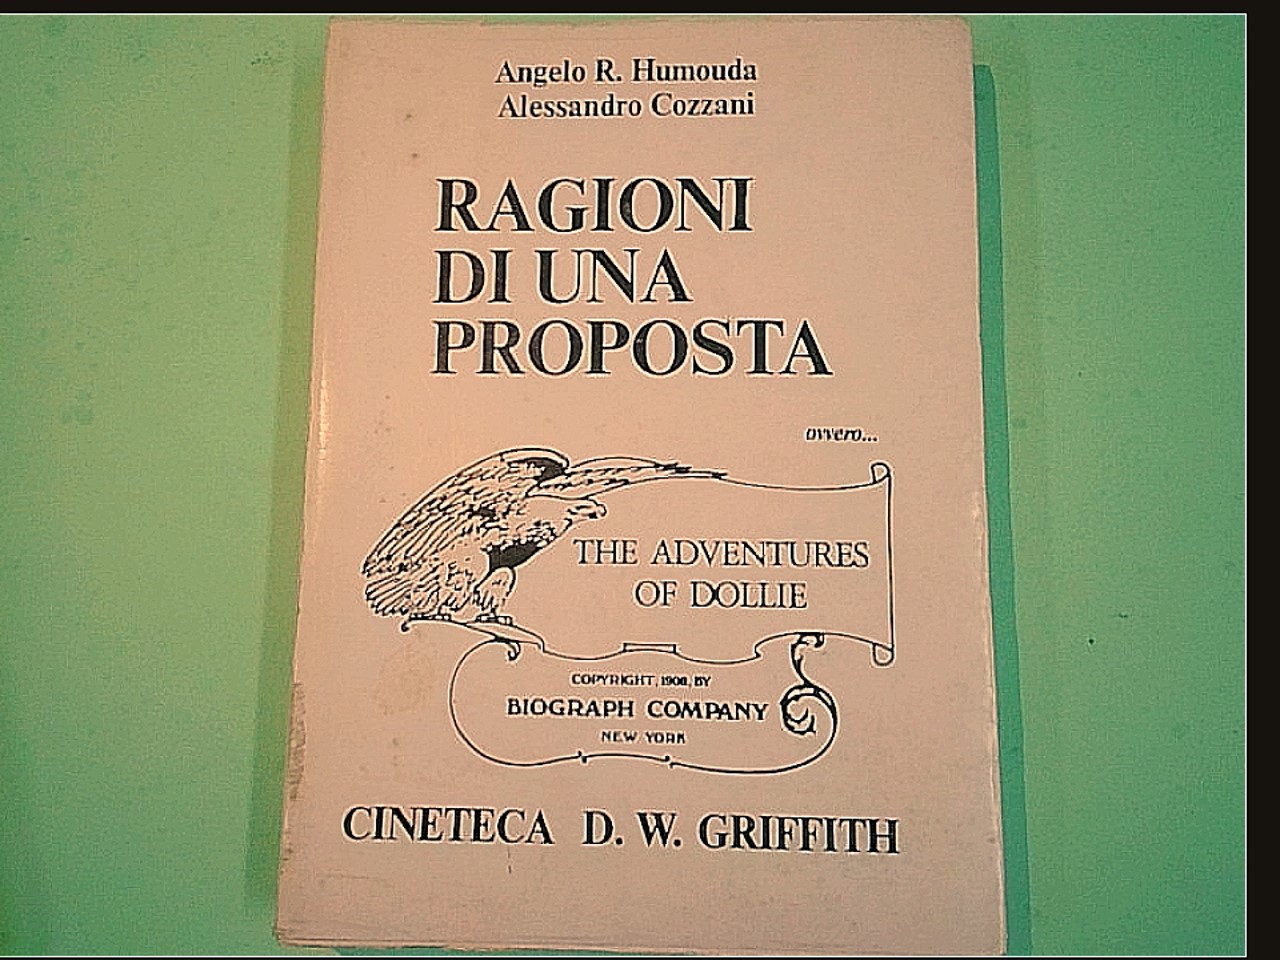 Angelo R. Humouda
Alessandro Cozzani
RAGIONI
DI UNA
PROPOSTA
ovvero...
THE ADVENTURES
OF DOLLIE
COPYRIGHT, 1908, BY
BIOGRAPH COMPANY
NEW YORK
CINETECA D. W. GRIFFITH